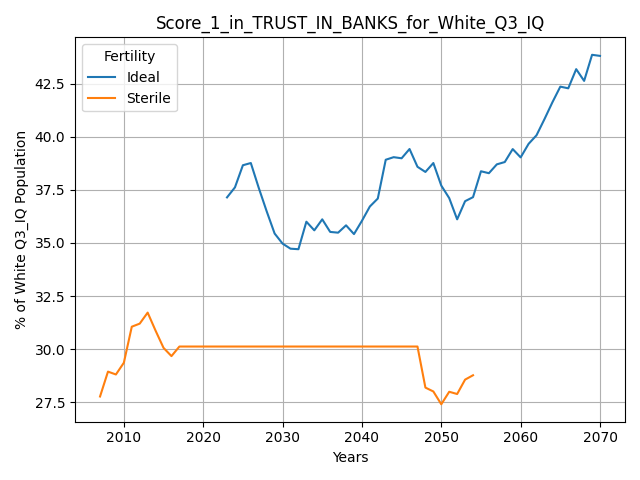 Score_1_in_TRUST_IN_BANKS_for_White_Q3_IQ
Fertility
Ideal
Sterile
% of White Q3_IQ Population
42.5
40.0
37.5
35.0
32.5
30.0
27.5
2010 2020 2030 2040 2050 2060 2070
Years